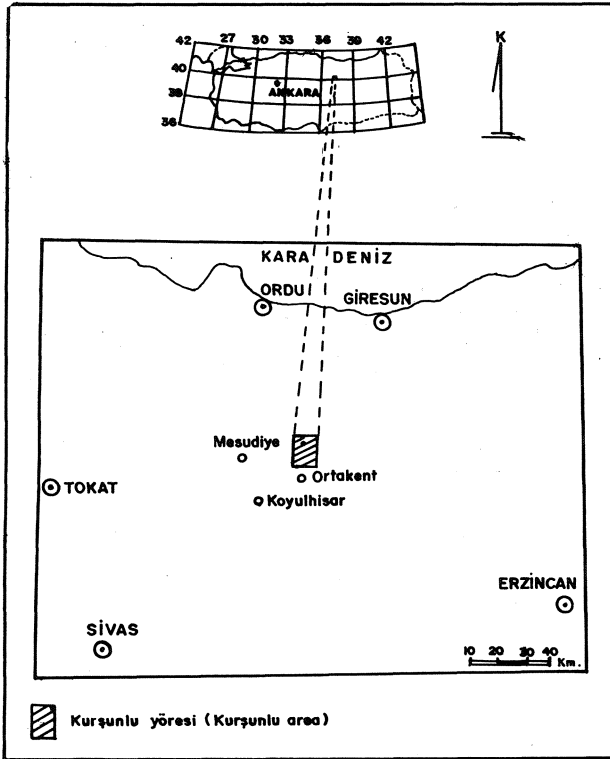 42 27 30 33 36 39 42
40
38
36
ANKARA
K
KARA DENİZ
ORDU
GİRESUN
Mesudiye
Ortakent
TOKAT
Koyulhisar
ERZİNCAN
SİVAS
10 20 30 40
Km.
Kurşunlu yöresi (Kurşunlu area)